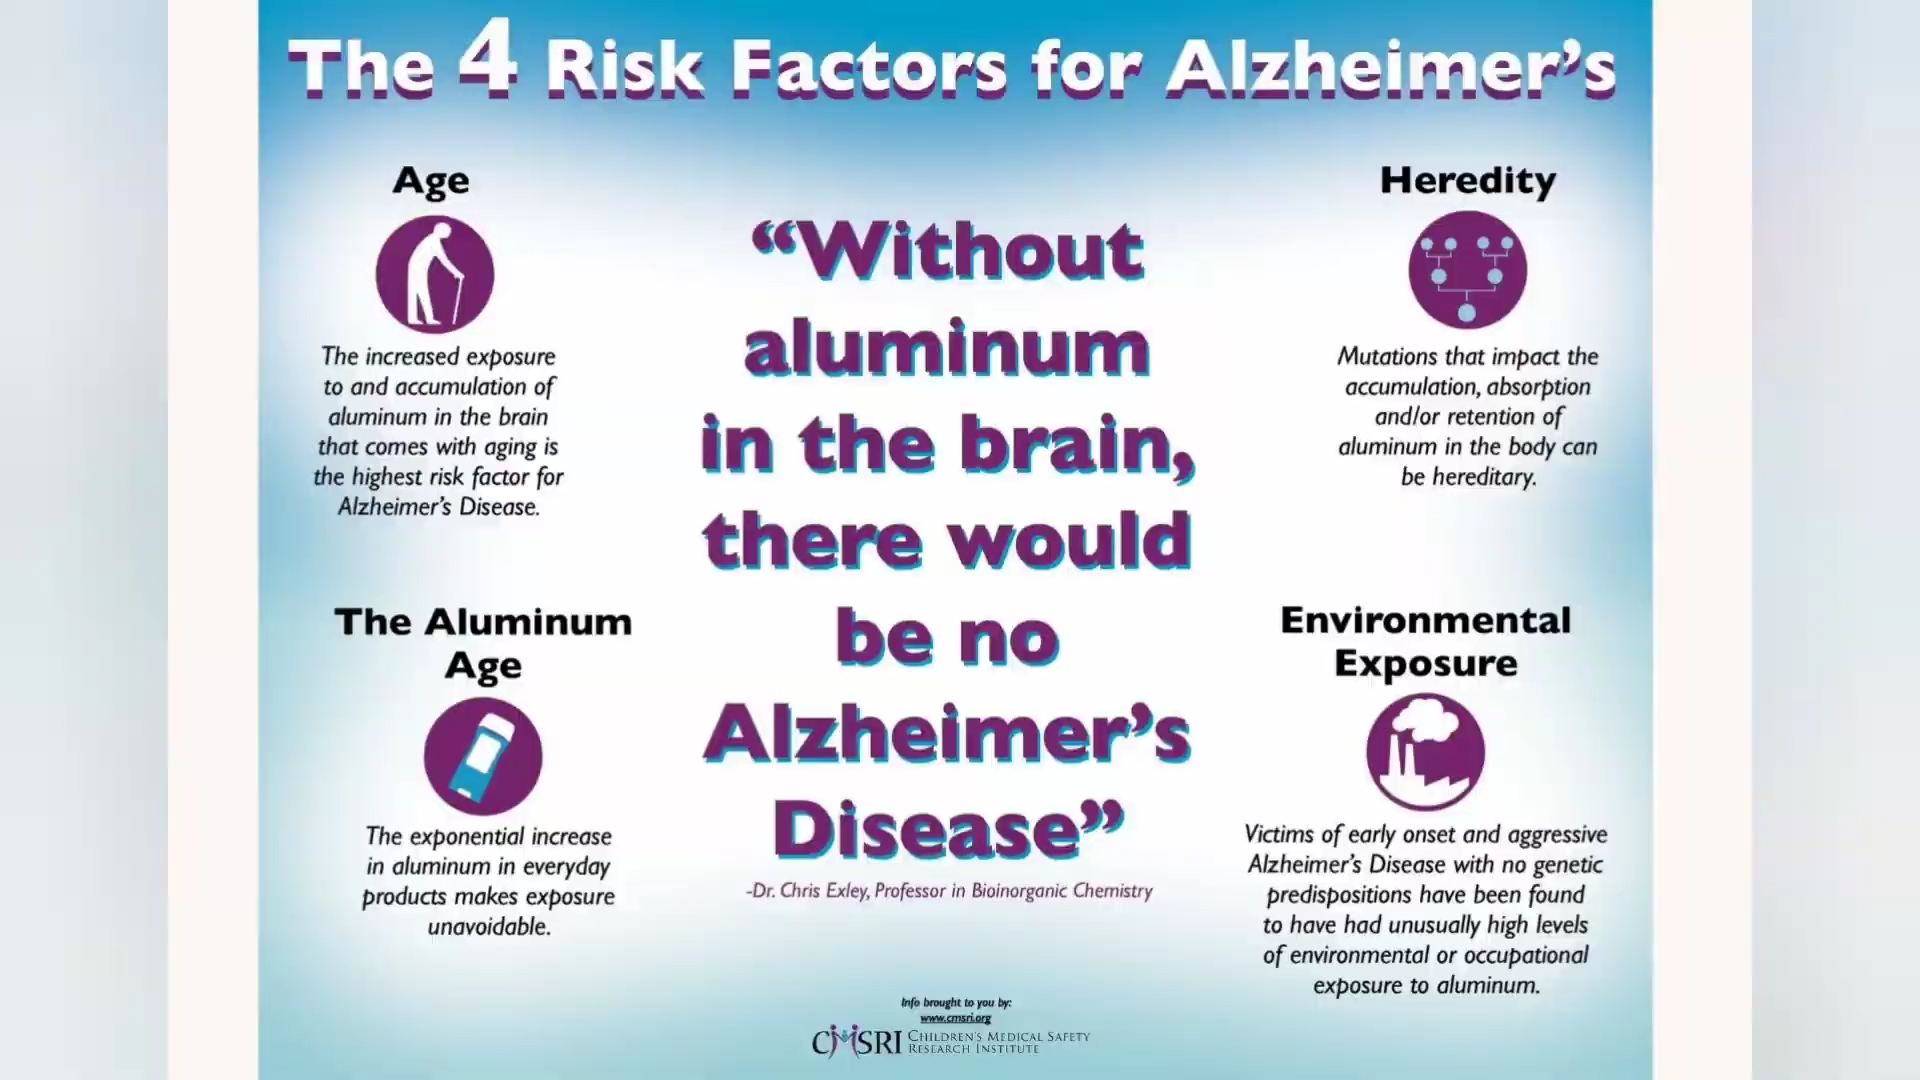 The 4 Risk Factors for Alzheimer's
Age
The increased exposure
to and accumulation of
aluminum in the brain
that comes with aging is
the highest risk factor for
Alzheimer's Disease.
Heredity
Mutations that impact the
accumulation, absorption
and/or retention of
aluminum in the body can
be hereditary.
“Without
aluminum
in the brain,
there would
be no
Alzheimer’s
Disease”
-Dr. Chris Exley, Professor in Bioinorganic Chemistry
The Aluminum
Age
The exponential increase
in aluminum in everyday
products makes exposure
unavoidable.
Environmental
Exposure
Victims of early onset and aggressive
Alzheimer's Disease with no genetic
predispositions have been found
to have had unusually high levels
of environmental or occupational
exposure to aluminum.
Info brought to you by:
www.cmsri.org
CMSRI CHILDREN'S MEDICAL SAFETY
RESEARCH INSTITUTE